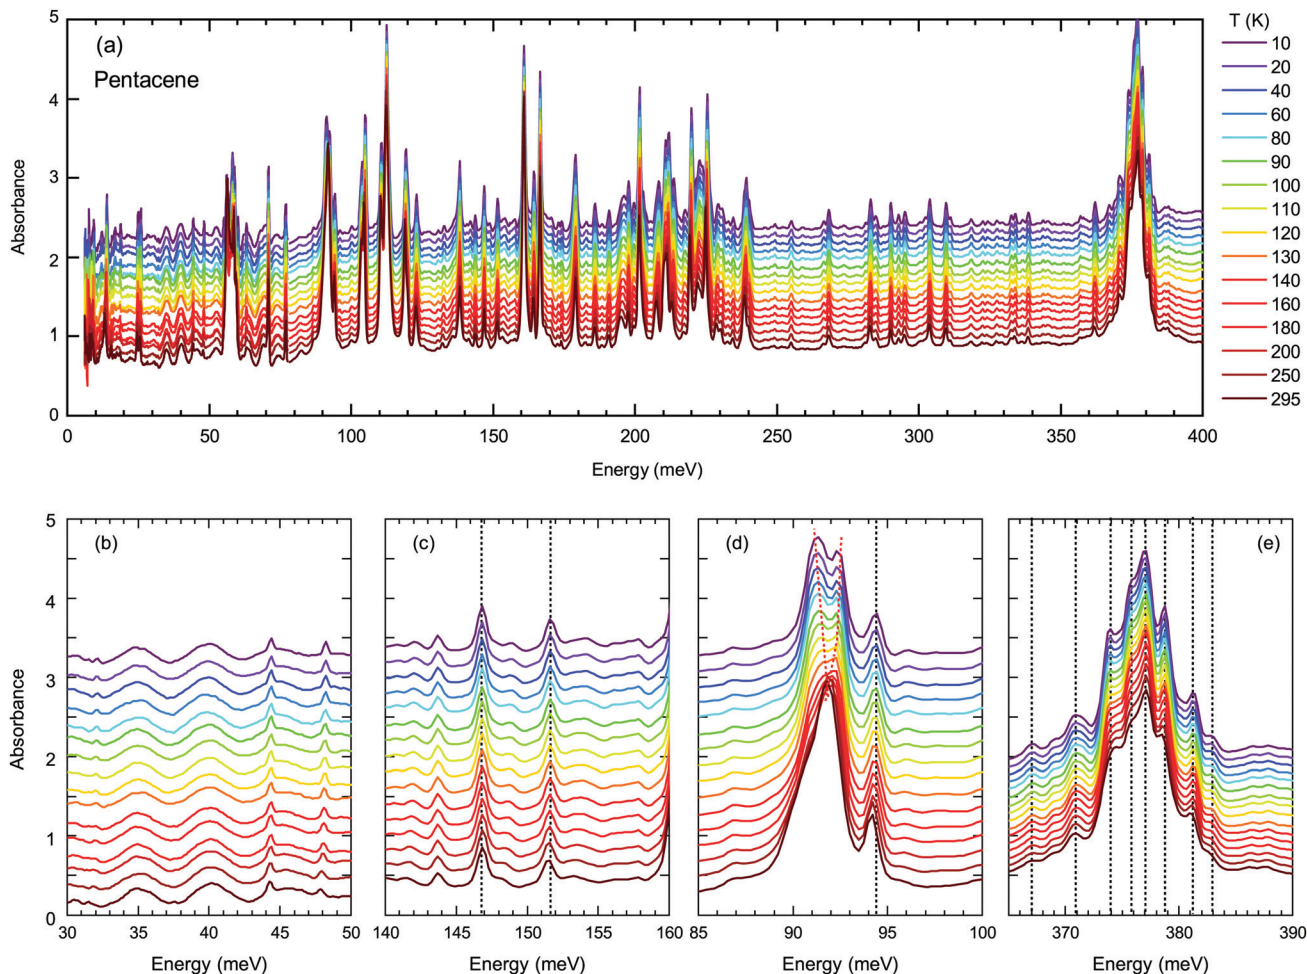 (a)
Pentacene
Absorbance
5
4
3
2
1
0
0 50 100 150 200 250 300 350 400
Energy (meV)
T (K)
10
20
40
60
80
90
100
110
120
130
140
160
180
200
250
295
(b)
(c)
(d)
(e)
Absorbance
5
4
3
2
1
0
30 35 40 45 50
140 145 150 155 160
85 90 95 100
370 380 390
Energy (meV)
Energy (meV)
Energy (meV)
Energy (meV)